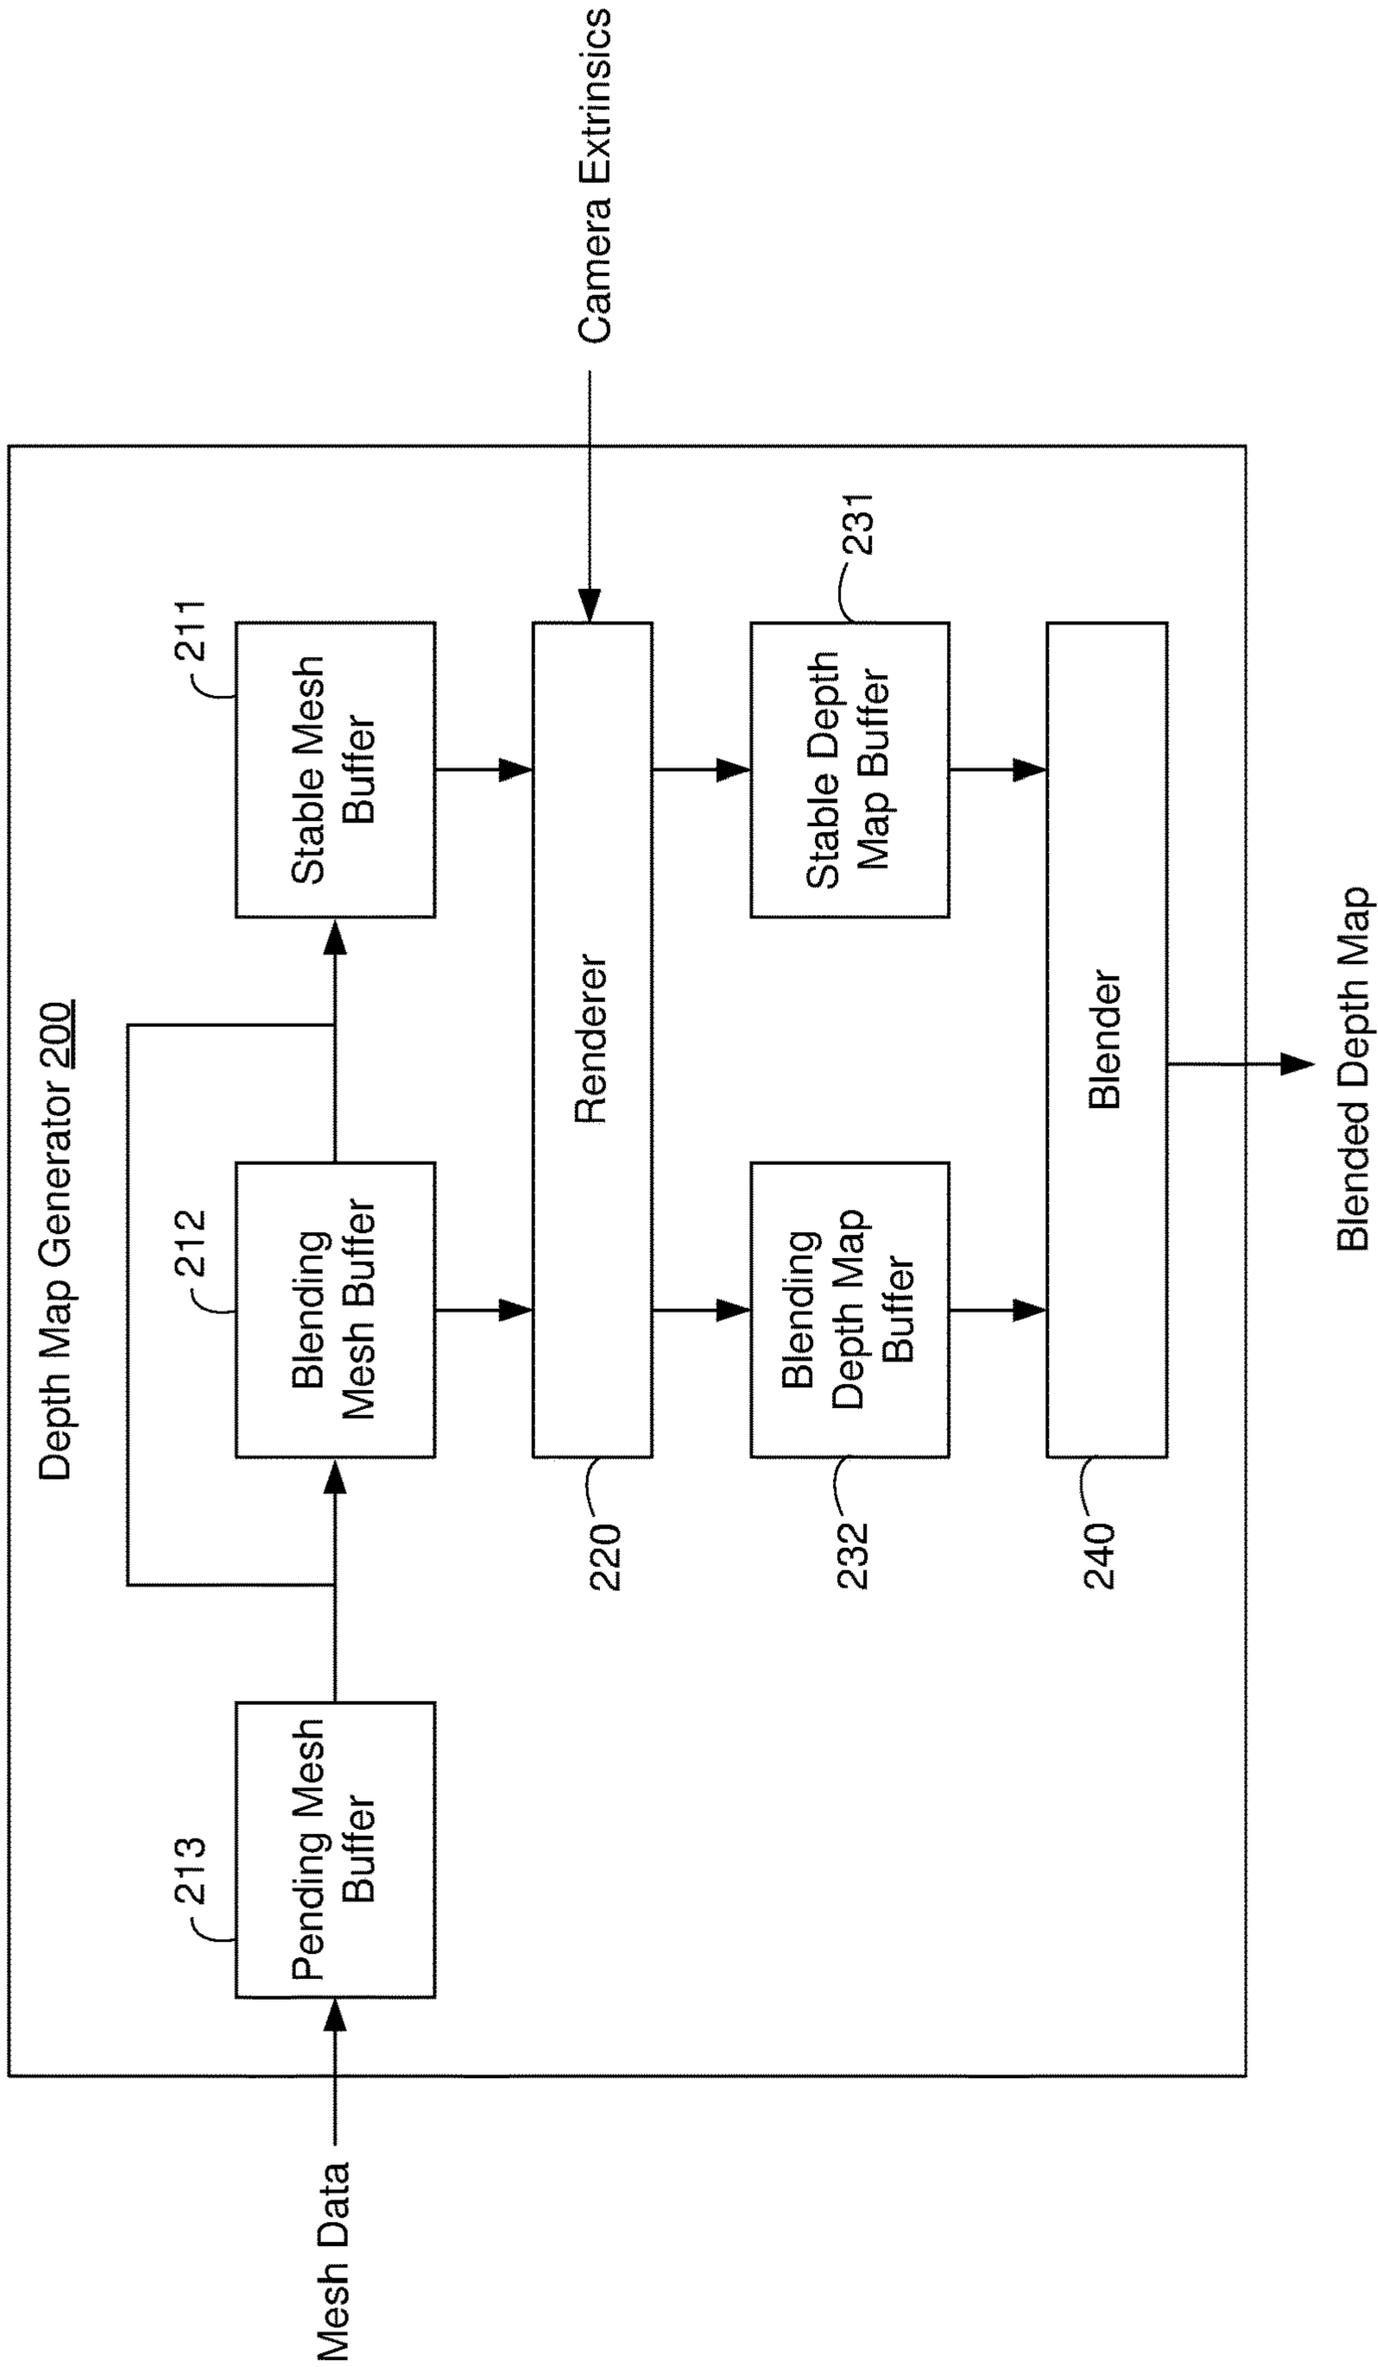 Depth Map Generator 200
213
212
211
Mesh Data
Pending Mesh
Buffer
Blending
Mesh Buffer
Stable Mesh
Buffer
220
Renderer
Camera Extrinsics
232
Blending
Depth Map
Buffer
Stable Depth
Map Buffer
231
240
Blender
Blended Depth Map